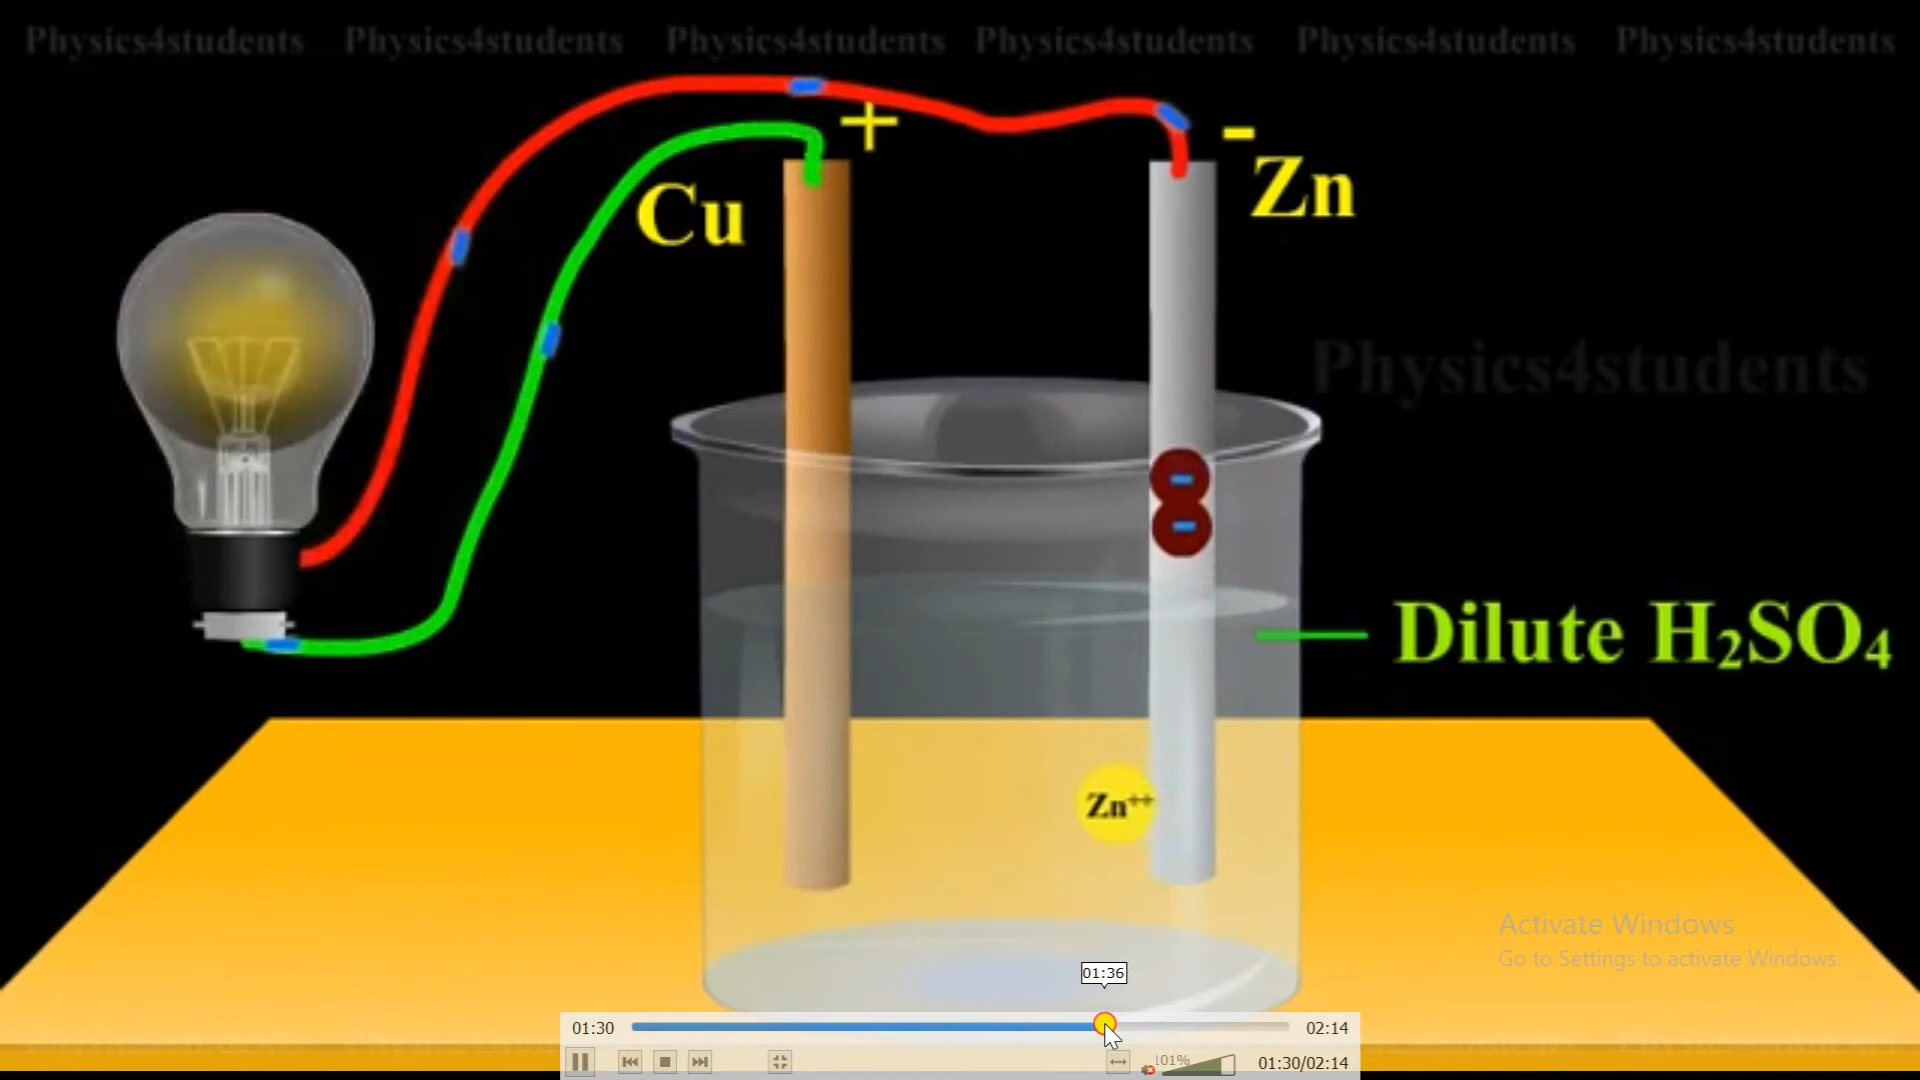 Physics4students Physics4students Physics4students Physics4students Physics4students Physics4students
+
-
Zn
Cu
Physics4students
Dilute H₂SO₄
Zn⁺⁺
Activate Windows
Go to Settings to activate Windows.
01:36
01:30
02:14
101%
01:30/02:14